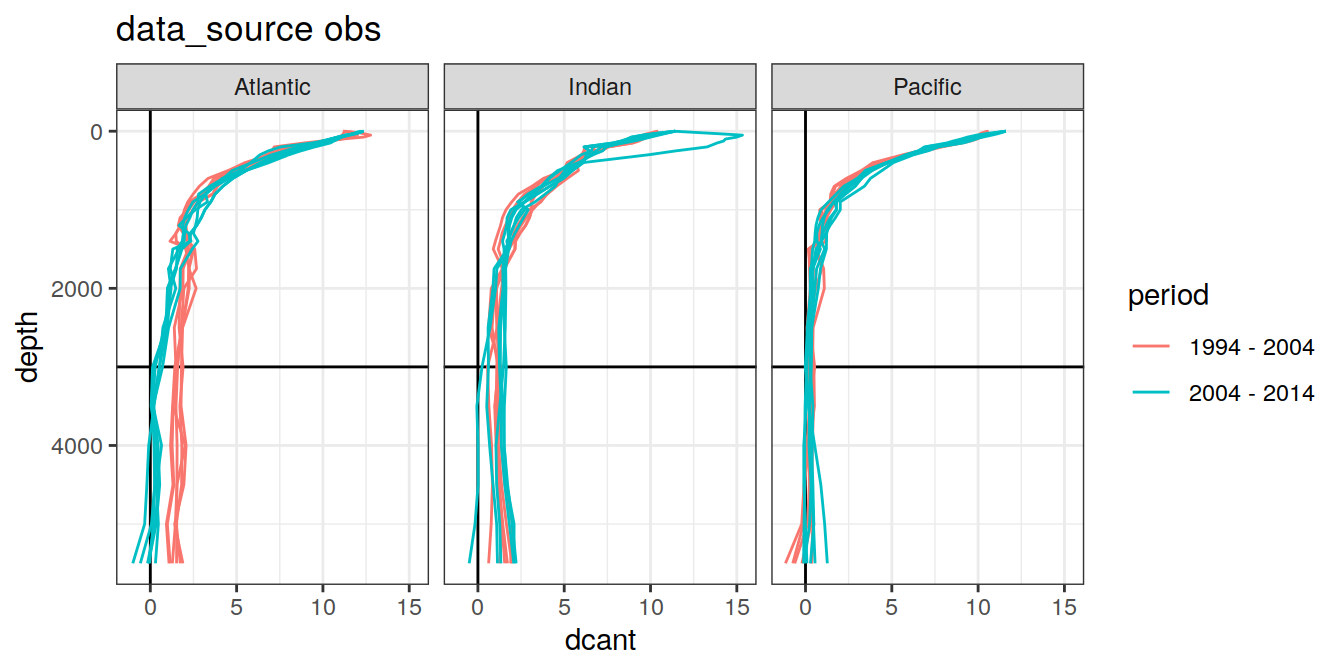 data_source obs
Atlantic Indian Pacific
0
2000
4000
depth
0 5 10 15 0 5 10 15 0 5 10 15
dcant
period
1994 - 2004
2004 - 2014